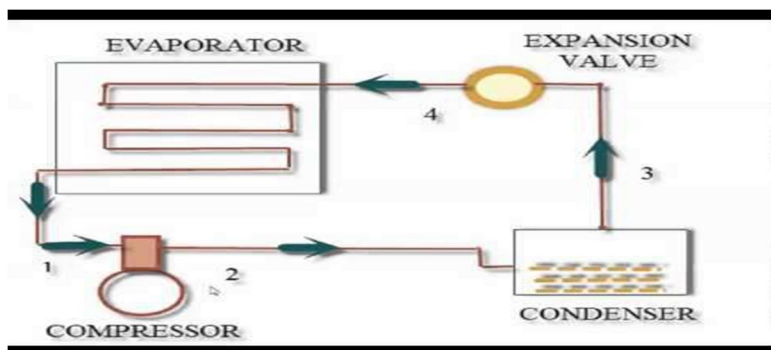 EVAPORATOR
EXPANSION
VALVE
4
3
1
2
COMPRESSOR
CONDENSER